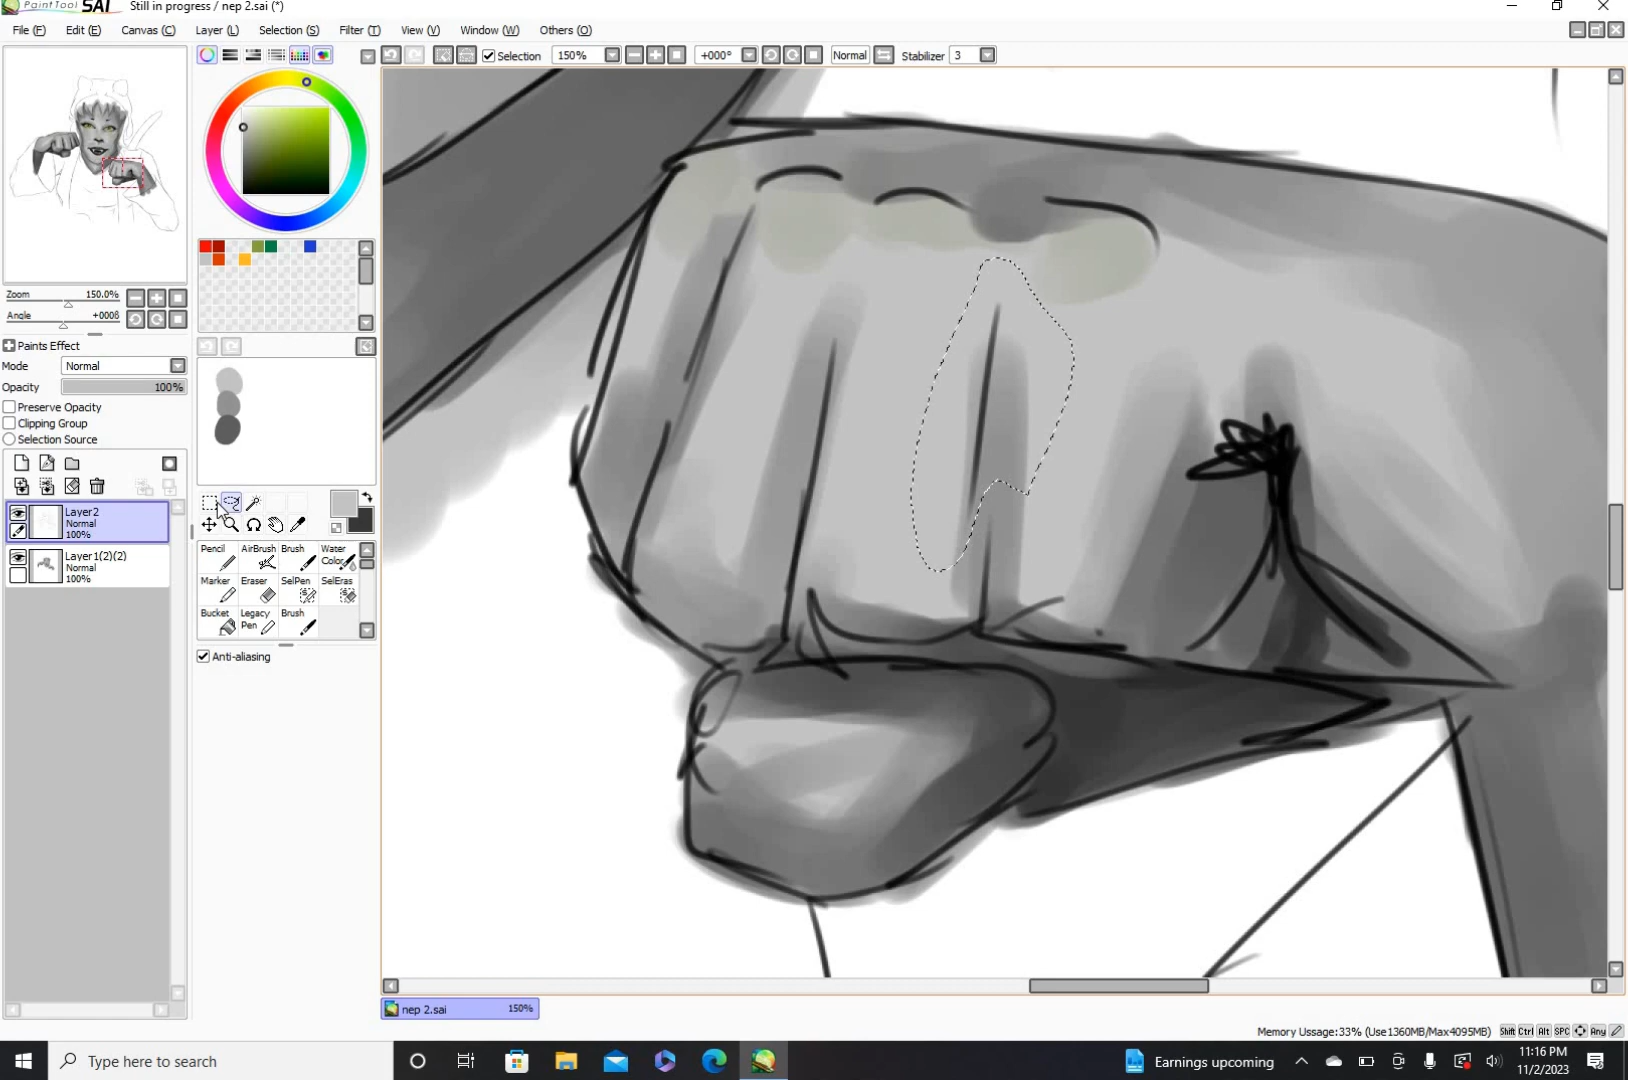 PaintTool SAI Still in progress / nep 2.sai (*)
File (F) Edit (E) Canvas (C) Layer (L) Selection (S) Filter (T) View (V) Window (W) Others (O)
Selection 150% +000° Normal Stabilizer 3
Zoom 150.0%
Angle +000ß
Paints Effect
Mode Normal
Opacity 100%
Preserve Opacity
Clipping Group
Selection Source
Layer2
Normal
100%
Layer1(2)(2)
Normal
100%
Pencil AirBrush Brush Water Color
Marker Eraser SelPen SelEras
Bucket Legacy Pen Brush
Anti-aliasing
nep 2.sai 150%
Memory Ussage:33% (Use1360MB/Max4095MB) Shift Ctrl Alt SPC Any
Type here to search
Earnings upcoming
11:16 PM
11/2/2023